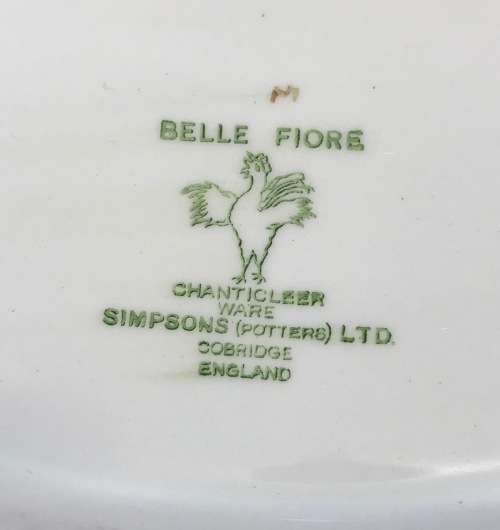 M
BELLE FIORE
CHANTICLEER
WARE
SIMPSONS (POTTERS) LTD.
COBRIDGE
ENGLAND